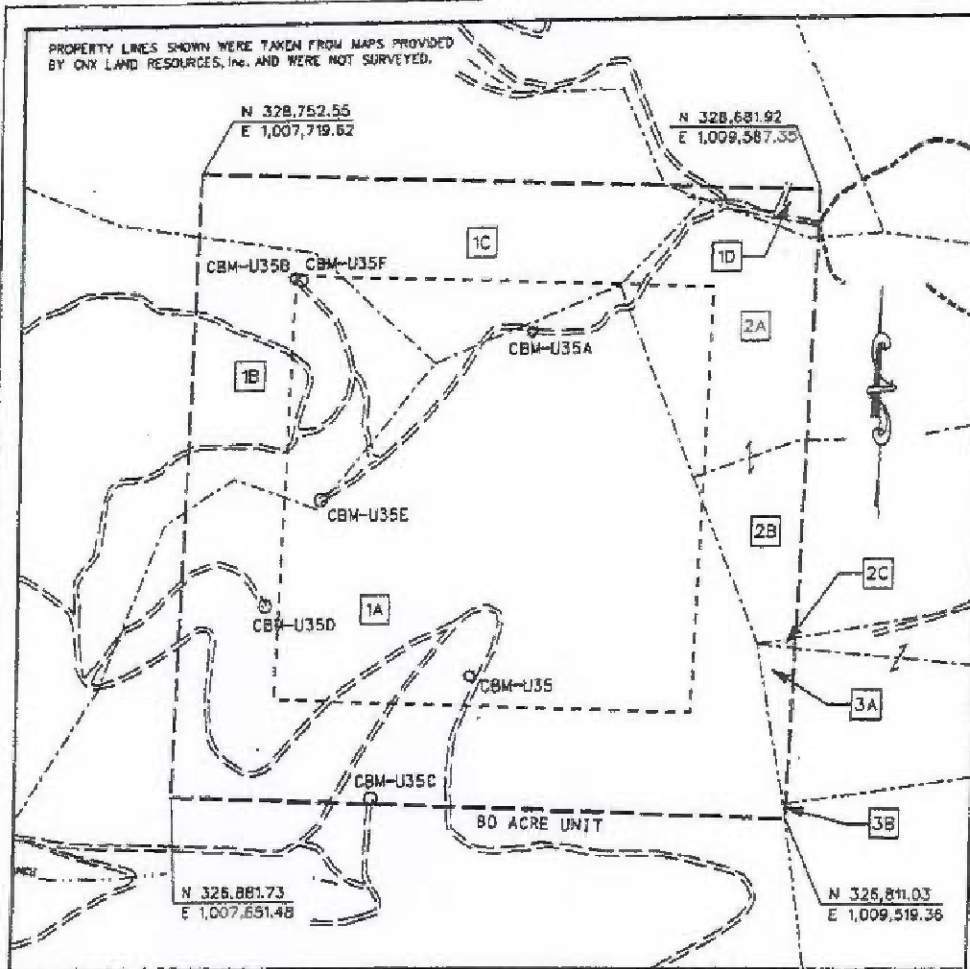 PROPERTY LINES SHOWN WERE TAKEN FROM MAPS PROVIDED
BY CNX LAND RESOURCES, Inc. AND WERE NOT SURVEYED.
N 328,752.55
E 1,007,719.62
N 328,681.92
E 1,009,587.35
1C
1D
CBM-U35B
CBM-U35F
2A
CBM-U35A
1B
CBM-U35E
2B
2C
1A
CBM-U35D
CBM-U35
3A
CBM-U35C
80 ACRE UNIT
3B
N 326,881.73
E 1,007,651.48
N 326,811.03
E 1,009,519.36